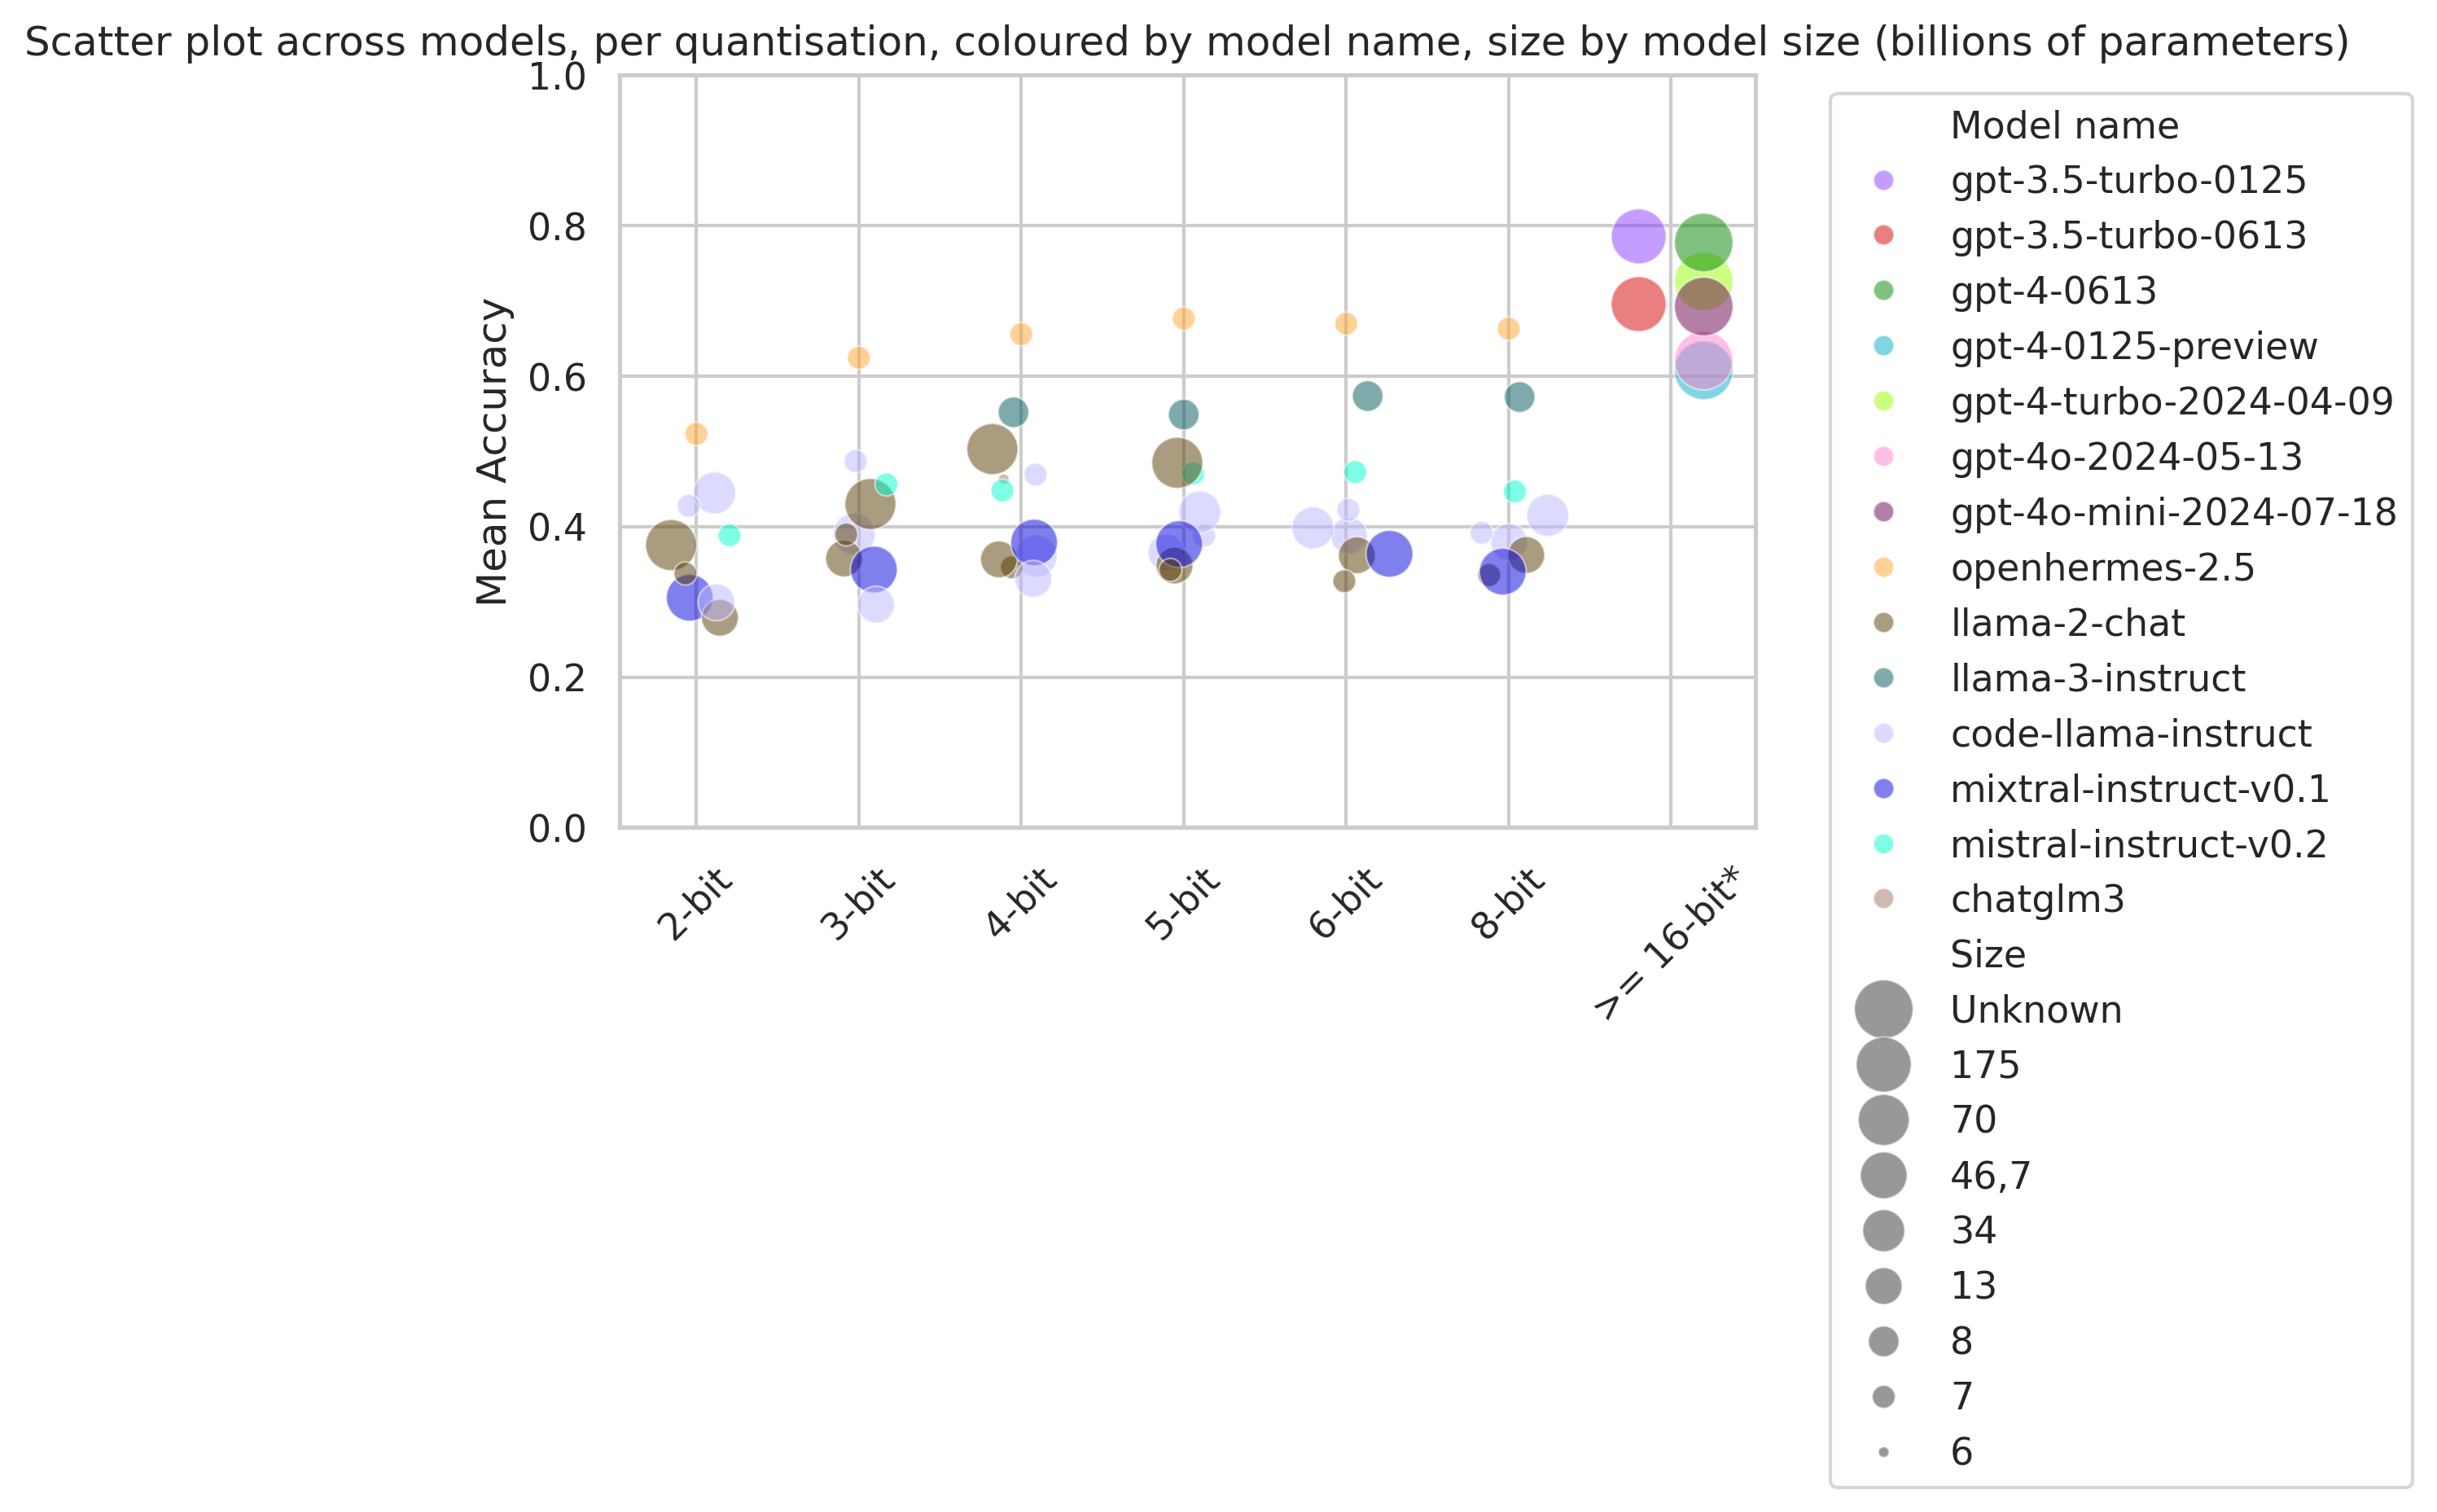 Scatter plot across models, per quantisation, coloured by model name, size by model size (billions of parameters)
1.0
0.8
0.6
0.4
0.2
0.0
Mean Accuracy
2-bit
3-bit
4-bit
5-bit
6-bit
8-bit
>= 16-bit*
Model name
gpt-3.5-turbo-0125
gpt-3.5-turbo-0613
gpt-4-0613
gpt-4-0125-preview
gpt-4-turbo-2024-04-09
gpt-4o-2024-05-13
gpt-4o-mini-2024-07-18
openhermes-2.5
llama-2-chat
llama-3-instruct
code-llama-instruct
mixtral-instruct-v0.1
mistral-instruct-v0.2
chatglm3
Size
Unknown
175
70
46,7
34
13
8
7
6